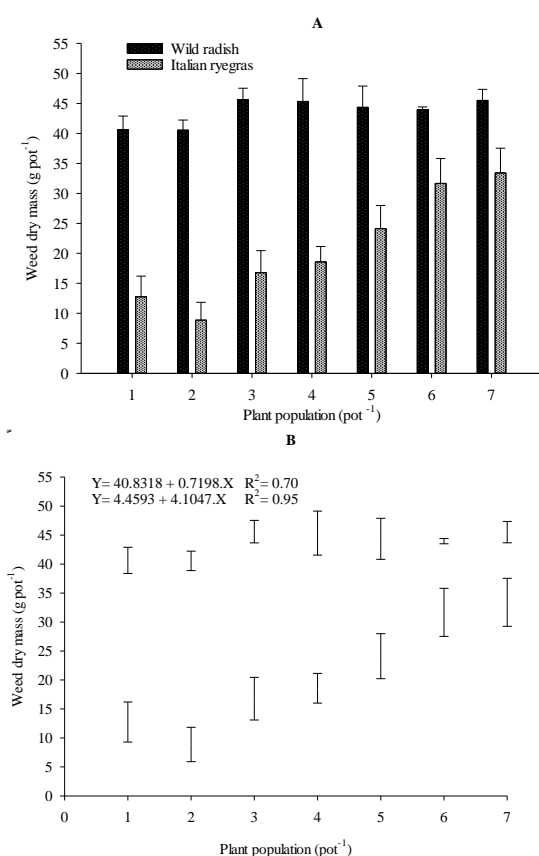 A
55
50
45
40
35
30
25
20
15
10
5
0
Weed dry mass (g pot⁻¹)
Wild radish
Italian ryegras
1 2 3 4 5 6 7
Plant population (pot⁻¹)
B
Y= 40.8318 + 0.7198.X R²= 0.70
Y= 4.4593 + 4.1047.X R²= 0.95
55
50
45
40
35
30
25
20
15
10
5
0
Weed dry mass (g pot⁻¹)
0 1 2 3 4 5 6 7
Plant population (pot⁻¹)